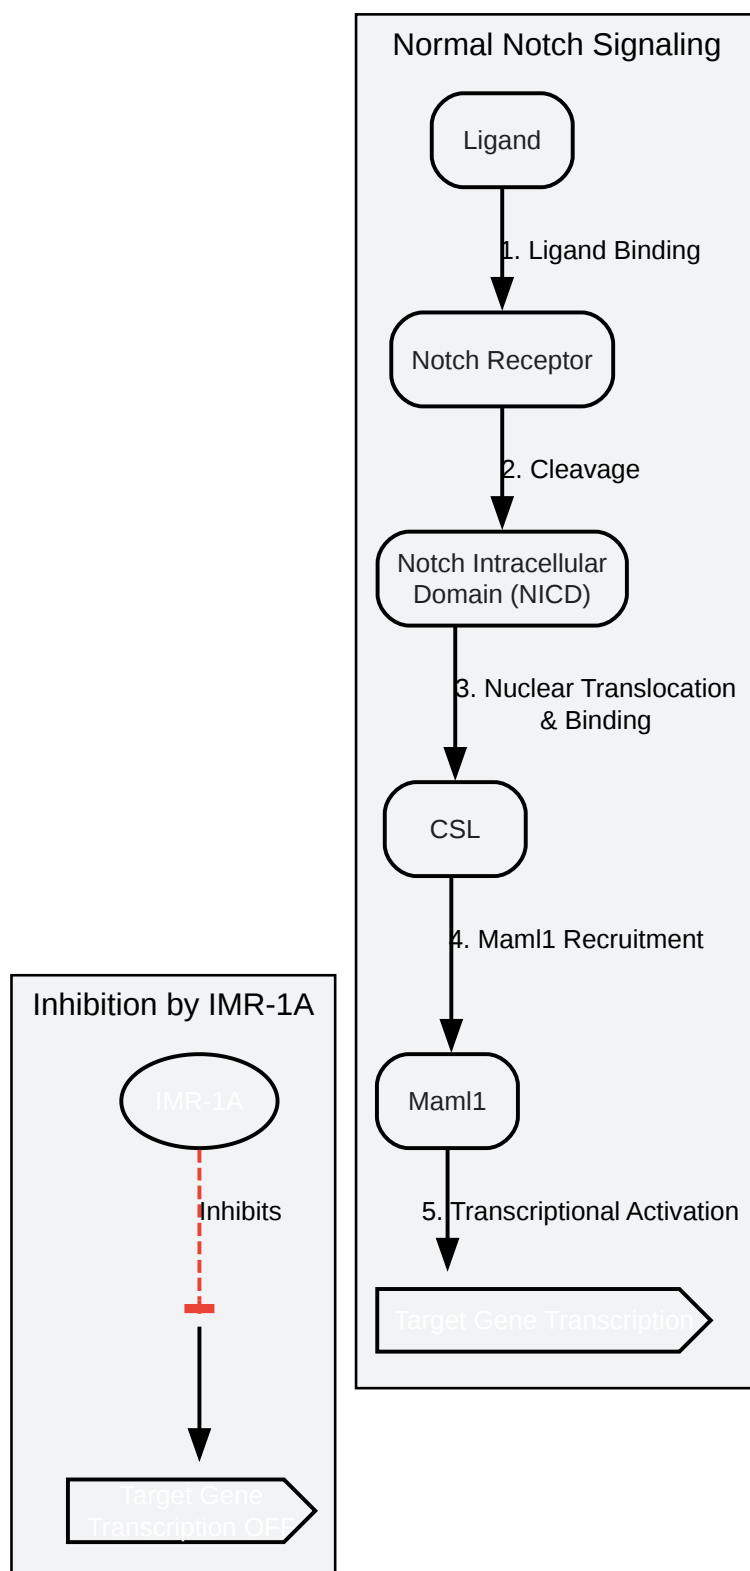 Normal Notch Signaling
Ligand
1. Ligand Binding
Notch Receptor
2. Cleavage
Notch Intracellular
Domain (NICD)
3. Nuclear Translocation
& Binding
CSL
4. Maml1 Recruitment
Maml1
5. Transcriptional Activation
Target Gene Transcription
Inhibition by IMR-1A
IMR-1A
Inhibits
Target Gene
Transcription OFF